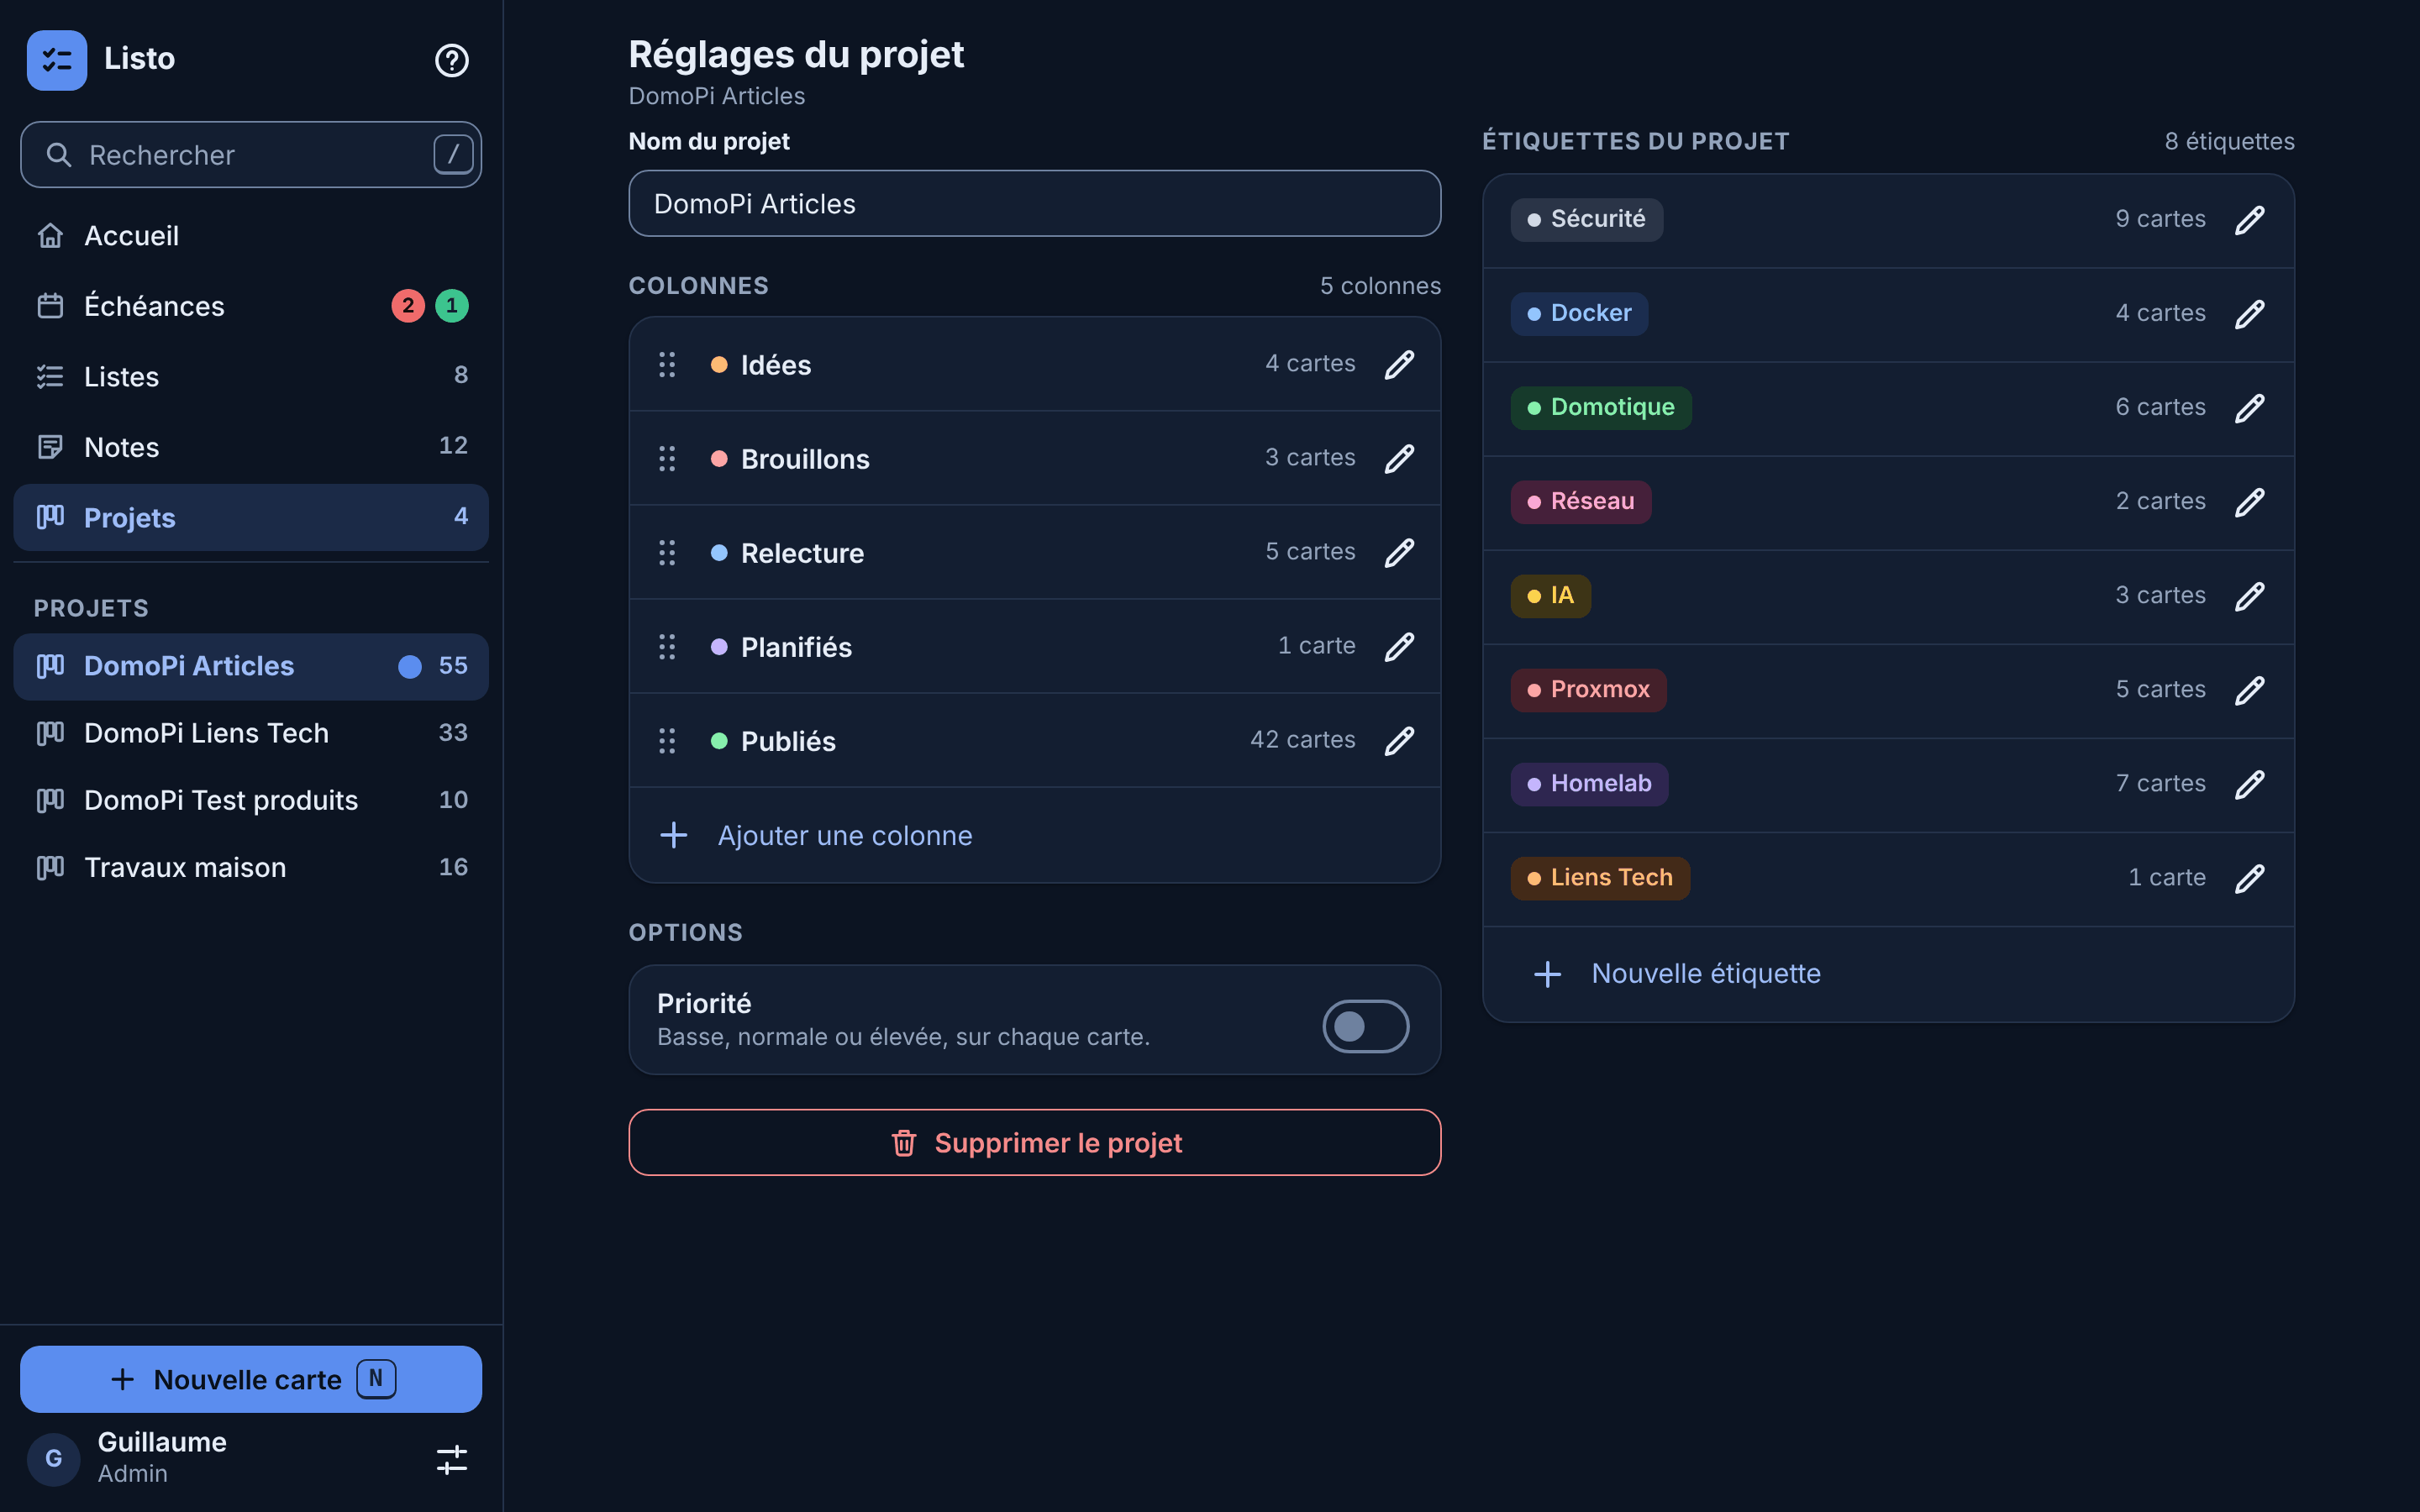 Listo
Rechercher /
Accueil
Échéances 2 1
Listes 8
Notes 12
Projets 4
PROJETS
DomoPi Articles 55
DomoPi Liens Tech 33
DomoPi Test produits 10
Travaux maison 16
Nouvelle carte N
G
Guillaume
Admin
Réglages du projet
DomoPi Articles
Nom du projet
DomoPi Articles
COLONNES 5 colonnes
Idées 4 cartes
Brouillons 3 cartes
Relecture 5 cartes
Planifiés 1 carte
Publiés 42 cartes
Ajouter une colonne
OPTIONS
Priorité
Basse, normale ou élevée, sur chaque carte.
Supprimer le projet
ÉTIQUETTES DU PROJET 8 étiquettes
Sécurité 9 cartes
Docker 4 cartes
Domotique 6 cartes
Réseau 2 cartes
IA 3 cartes
Proxmox 5 cartes
Homelab 7 cartes
Liens Tech 1 carte
Nouvelle étiquette